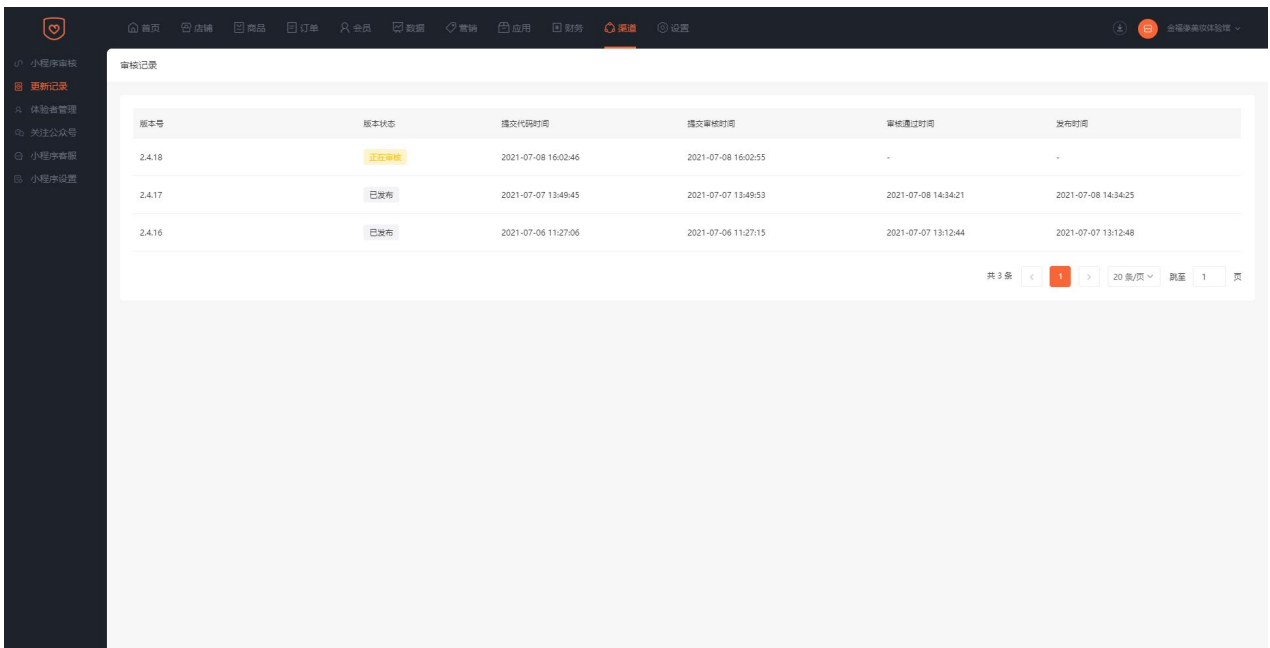 首页 店铺 商品 订单 会员 数据 营销 应用 财务 渠道 设置
小程序审核
更新记录
体验者管理
关注公众号
小程序客服
小程序设置
审核记录
版本号 版本状态 提交代码时间 提交审核时间 审核通过时间 发布时间
2.4.18 正在审核 2021-07-08 16:02:46 2021-07-08 16:02:55 - -
2.4.17 已发布 2021-07-07 13:49:45 2021-07-07 13:49:53 2021-07-08 14:34:21 2021-07-08 14:34:25
2.4.16 已发布 2021-07-06 11:27:06 2021-07-06 11:27:15 2021-07-07 13:12:44 2021-07-07 13:12:48
共 3 条 < 1 > 20 条/页 跳至 1 页